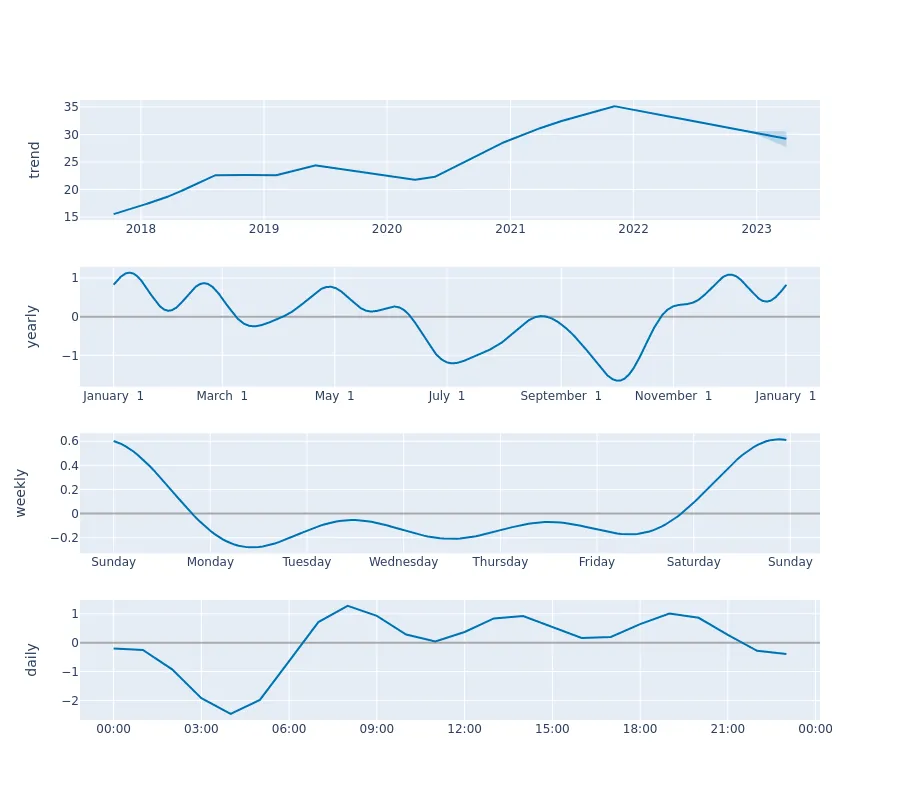 trend
35
30
25
20
15
2018 2019 2020 2021 2022 2023
yearly
1
0
−1
January 1 March 1 May 1 July 1 September 1 November 1 January 1
weekly
0.6
0.4
0.2
0
−0.2
Sunday Monday Tuesday Wednesday Thursday Friday Saturday Sunday
daily
1
0
−1
−2
00:00 03:00 06:00 09:00 12:00 15:00 18:00 21:00 00:00